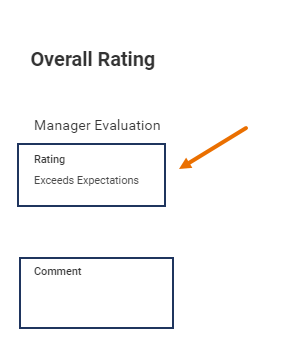 Overall Rating
Manager Evaluation
Rating
Exceeds Expectations
Comment